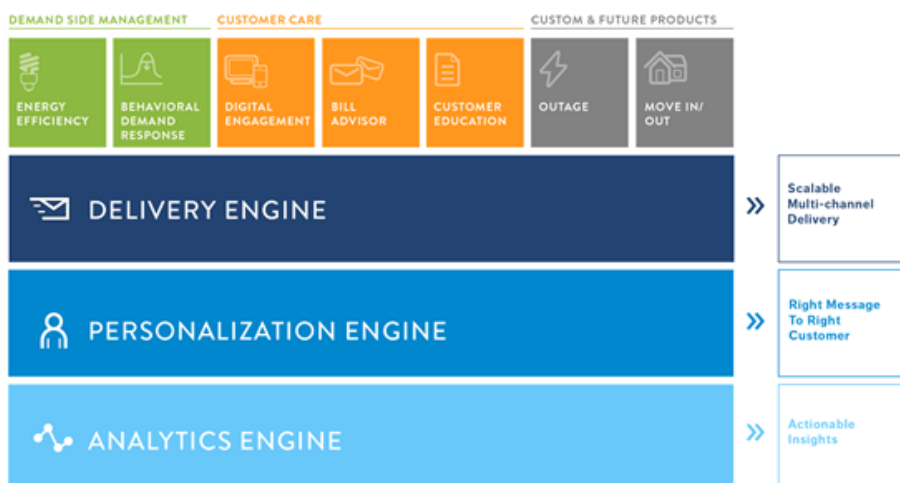 DEMAND SIDE MANAGEMENT
CUSTOMER CARE
CUSTOM & FUTURE PRODUCTS
ENERGY
EFFICIENCY
BEHAVIORAL
DEMAND
RESPONSE
DIGITAL
ENGAGEMENT
BILL
ADVISOR
CUSTOMER
EDUCATION
OUTAGE
MOVE IN/
OUT
DELIVERY ENGINE
Scalable
Multi-channel
Delivery
PERSONALIZATION ENGINE
Right Message
To Right
Customer
ANALYTICS ENGINE
Actionable
Insights